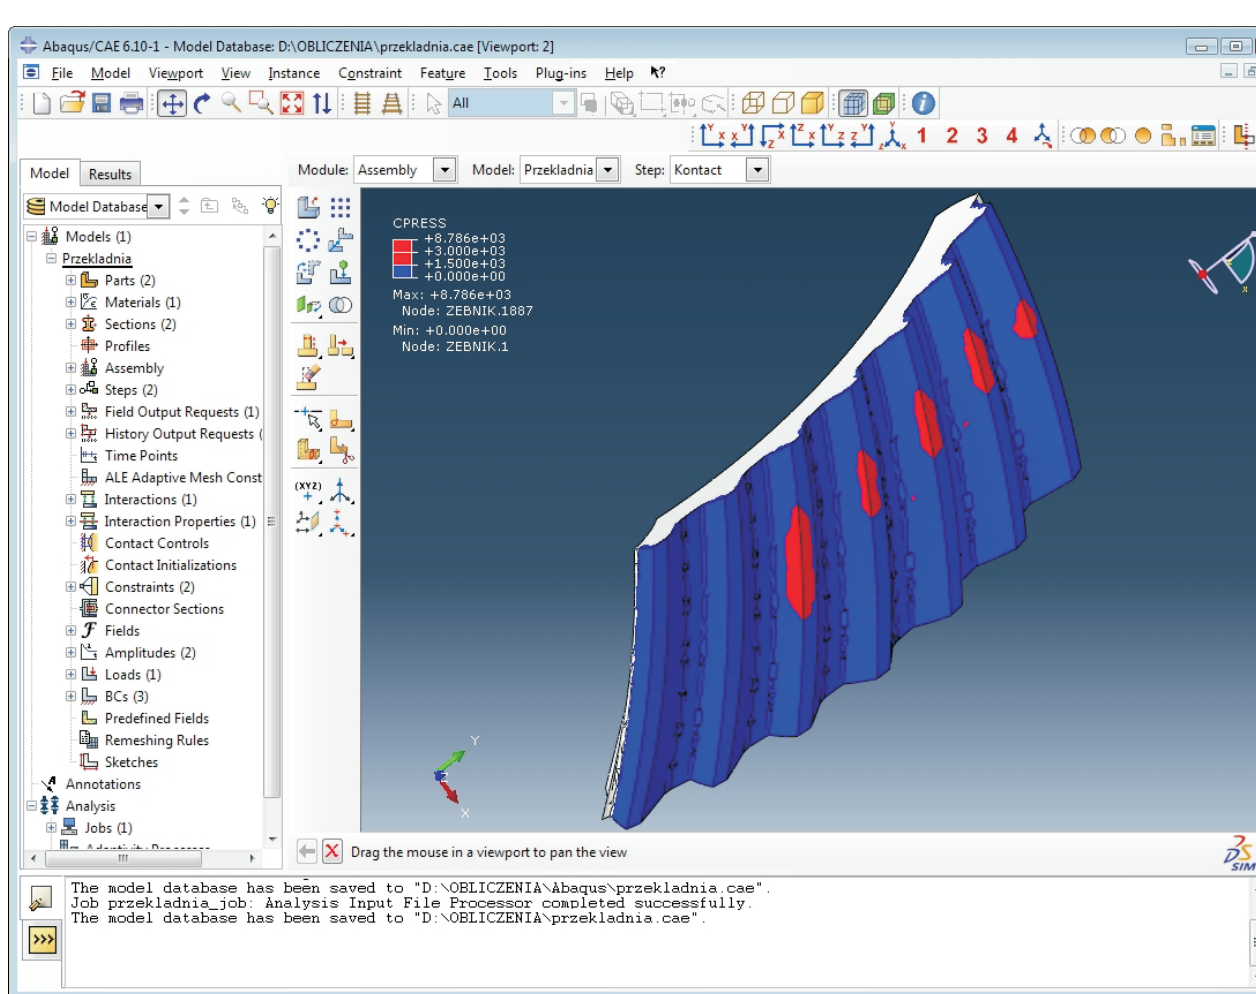 Abaqus/CAE 6.10-1 - Model Database: D:\OBLICZENIA\przekladnia.cae [Viewport: 2]
File Model Viewport View Instance Constraint Feature Tools Plug-ins Help
All
1 2 3 4
Model Results
Module: Assembly Model: Przekladnia Step: Kontact
Model Database
Models (1)
Przekladnia
Parts (2)
Materials (1)
Sections (2)
Profiles
Assembly
Steps (2)
Field Output Requests (1)
History Output Requests (
Time Points
ALE Adaptive Mesh Const
Interactions (1)
Interaction Properties (1)
Contact Controls
Contact Initializations
Constraints (2)
Connector Sections
Fields
Amplitudes (2)
Loads (1)
BCs (3)
Predefined Fields
Remeshing Rules
Sketches
Annotations
Analysis
Jobs (1)
(XYZ)
CPRESS
+8.786e+03
+3.000e+03
+1.500e+03
+0.000e+00
Max: +8.786e+03
Node: ZEBNIK.1887
Min: +0.000e+00
Node: ZEBNIK.1
Y
Z
X
Drag the mouse in a viewport to pan the view
SIM
The model database has been saved to "D:\OBLICZENIA\Abaqus\przekladnia.cae".
Job przekladnia_job: Analysis Input File Processor completed successfully.
The model database has been saved to "D:\OBLICZENIA\przekladnia.cae".
>>>